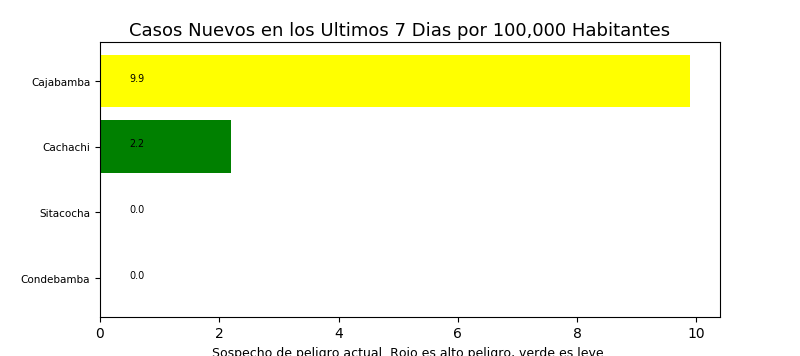 Casos Nuevos en los Ultimos 7 Dias por 100,000 Habitantes
Cajabamba 9.9
Cachachi 2.2
Sitacocha 0.0
Condebamba 0.0
0 2 4 6 8 10
Sospecho de peligro actual. Rojo es alto peligro, verde es leve